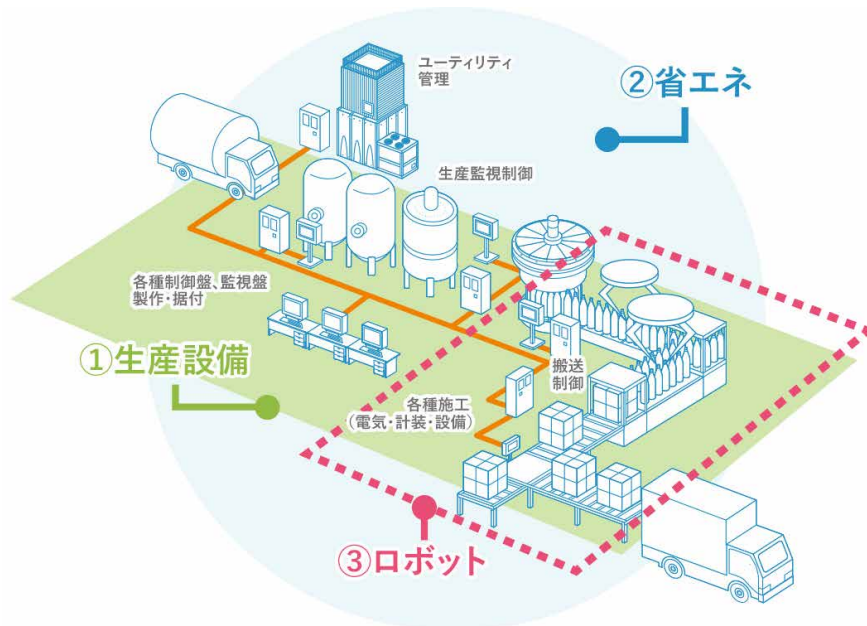 ユーティリティ
管理
②省エネ
生産監視制御
各種制御盤、監視盤
製作・据付
①生産設備
搬送
制御
各種施工
（電気・計装・設備）
③ロボット